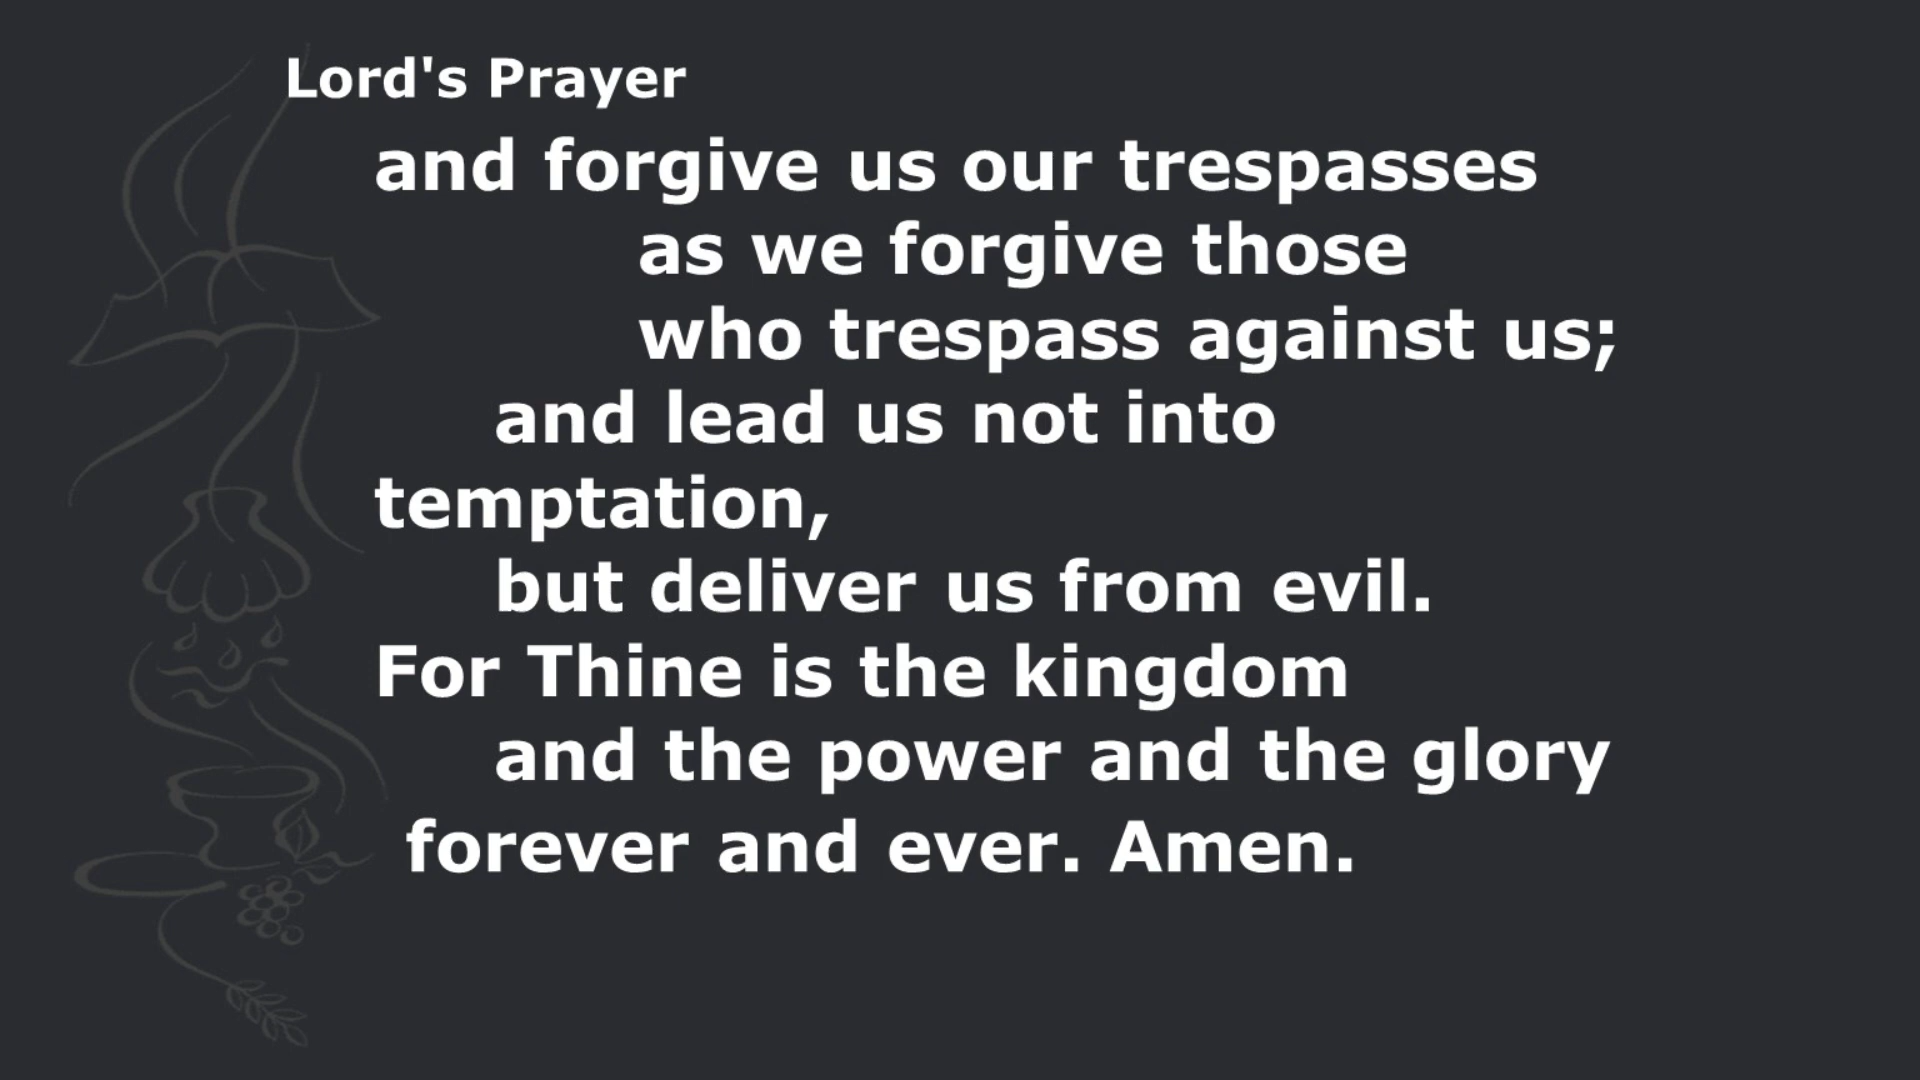 Lord's Prayer
and forgive us our trespasses
as we forgive those
who trespass against us;
and lead us not into
temptation,
but deliver us from evil.
For Thine is the kingdom
and the power and the glory
forever and ever. Amen.